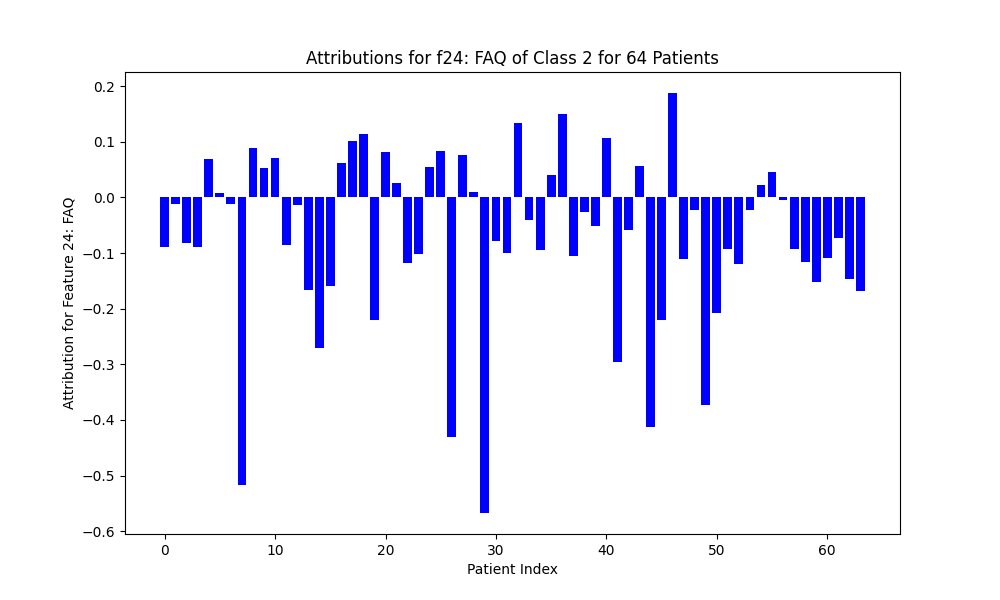 Attributions for f24: FAQ of Class 2 for 64 Patients
Attribution for Feature 24: FAQ
0.2
0.1
0.0
−0.1
−0.2
−0.3
−0.4
−0.5
−0.6
0 10 20 30 40 50 60
Patient Index